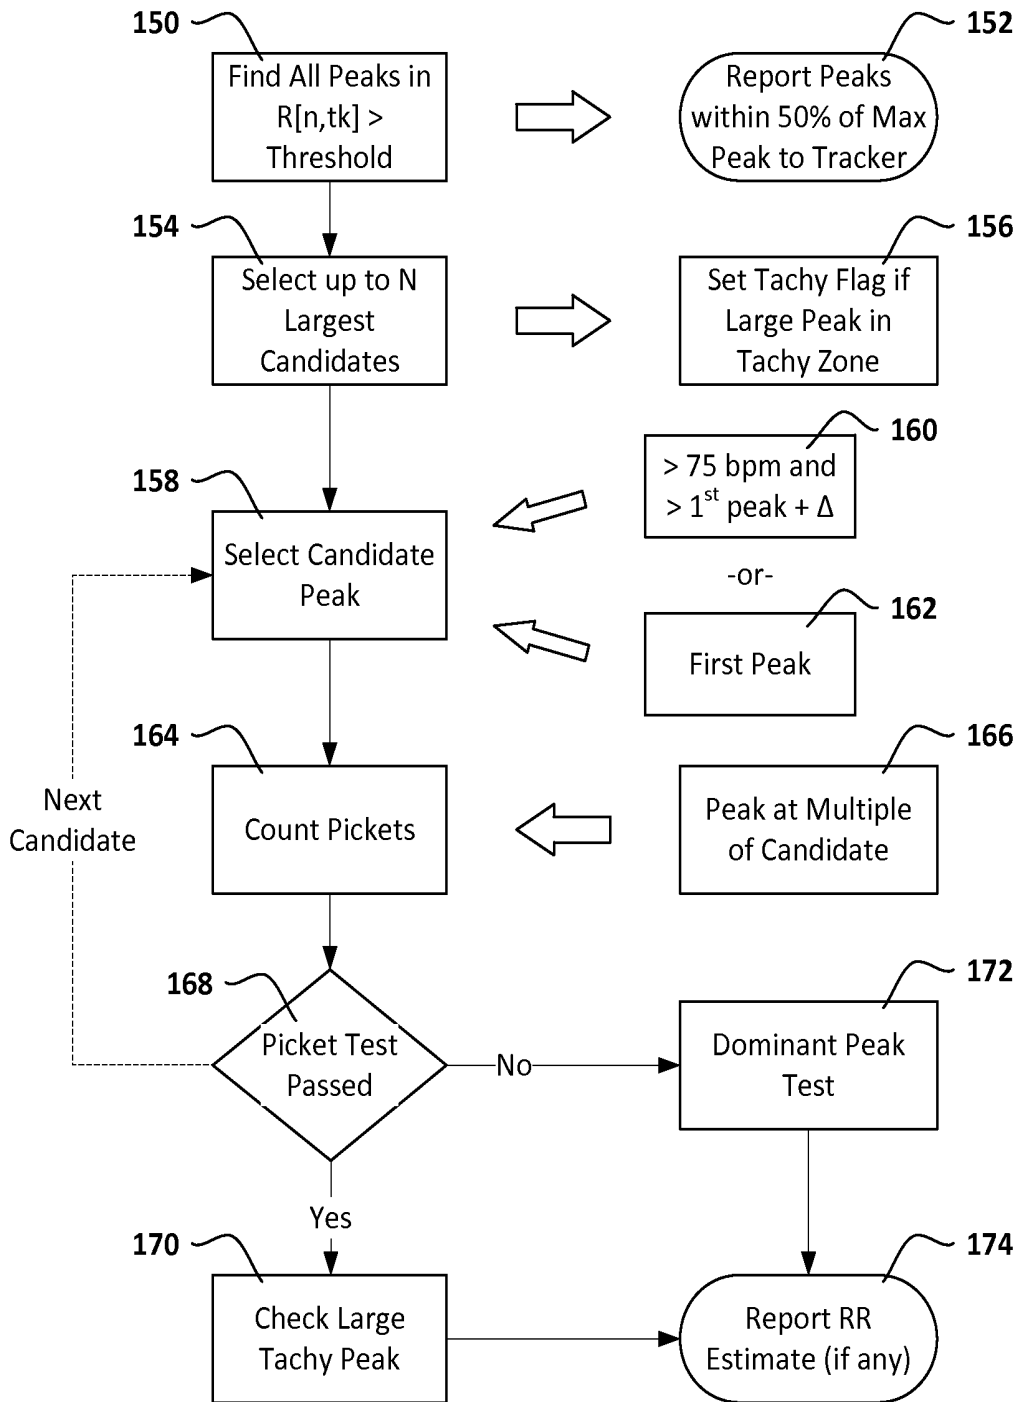 150
152
Find All Peaks in
R[n,tk] >
Threshold
Report Peaks
within 50% of Max
Peak to Tracker
154
156
Select up to N
Largest
Candidates
Set Tachy Flag if
Large Peak in
Tachy Zone
160
> 75 bpm and
> 1st peak + Δ
158
Select Candidate
Peak
-or-
162
First Peak
164
166
Next
Candidate
Count Pickets
Peak at Multiple
of Candidate
168
172
Picket Test
Passed
No
Dominant Peak
Test
Yes
170
174
Check Large
Tachy Peak
Report RR
Estimate (if any)